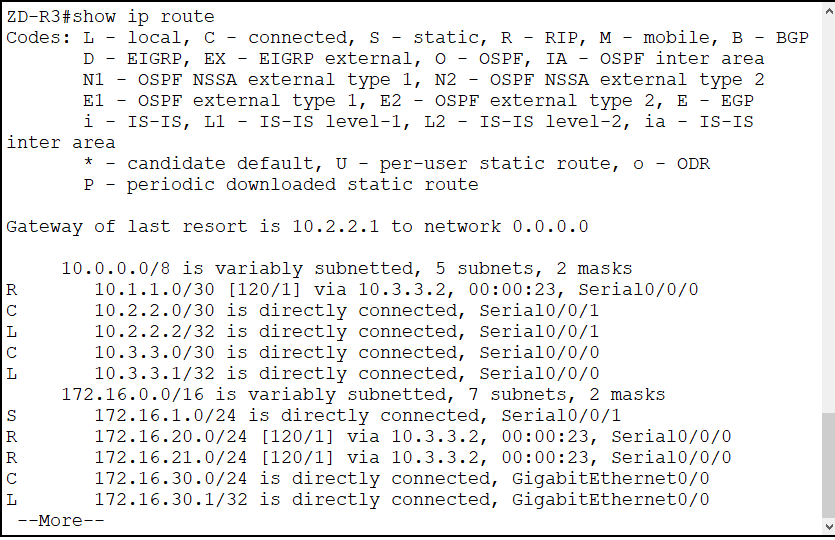 ZD-R3#show ip route
Codes: L - local, C - connected, S - static, R - RIP, M - mobile, B - BGP
       D - EIGRP, EX - EIGRP external, O - OSPF, IA - OSPF inter area
       N1 - OSPF NSSA external type 1, N2 - OSPF NSSA external type 2
       E1 - OSPF external type 1, E2 - OSPF external type 2, E - EGP
       i - IS-IS, L1 - IS-IS level-1, L2 - IS-IS level-2, ia - IS-IS
inter area
       * - candidate default, U - per-user static route, o - ODR
       P - periodic downloaded static route

Gateway of last resort is 10.2.2.1 to network 0.0.0.0

     10.0.0.0/8 is variably subnetted, 5 subnets, 2 masks
R       10.1.1.0/30 [120/1] via 10.3.3.2, 00:00:23, Serial0/0/0
C       10.2.2.0/30 is directly connected, Serial0/0/1
L       10.2.2.2/32 is directly connected, Serial0/0/1
C       10.3.3.0/30 is directly connected, Serial0/0/0
L       10.3.3.1/32 is directly connected, Serial0/0/0
     172.16.0.0/16 is variably subnetted, 7 subnets, 2 masks
S       172.16.1.0/24 is directly connected, Serial0/0/1
R       172.16.20.0/24 [120/1] via 10.3.3.2, 00:00:23, Serial0/0/0
R       172.16.21.0/24 [120/1] via 10.3.3.2, 00:00:23, Serial0/0/0
C       172.16.30.0/24 is directly connected, GigabitEthernet0/0
L       172.16.30.1/32 is directly connected, GigabitEthernet0/0
 --More--